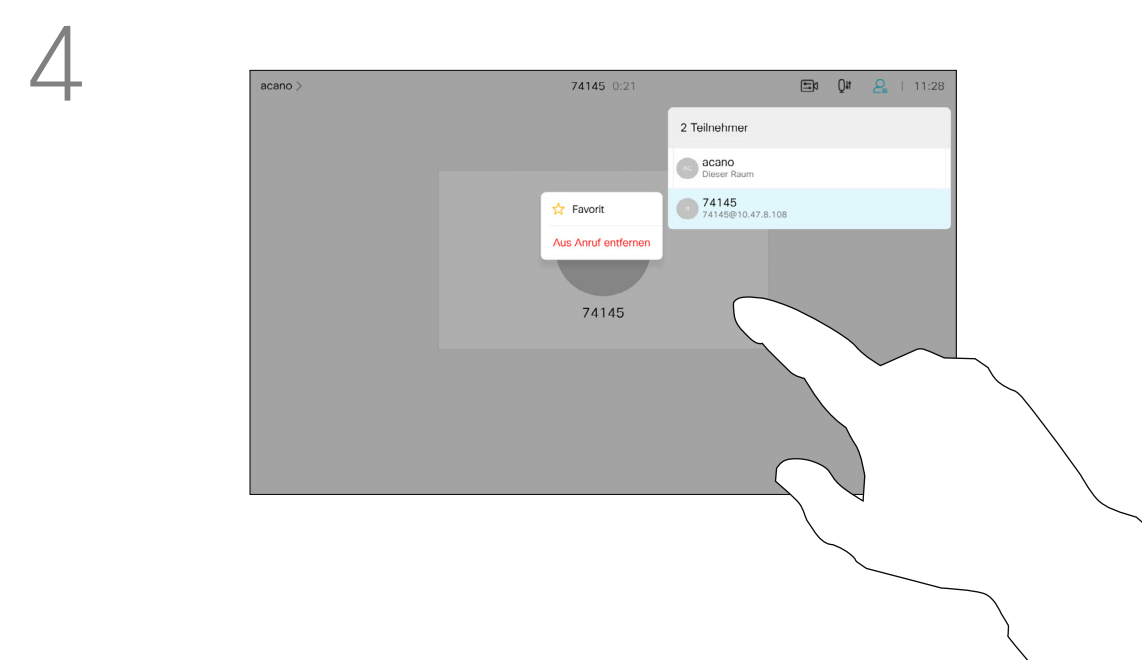 4
acano >
74145 0:21
11:28
2 Teilnehmer
acano
Dieser Raum
74145
74145@10.47.8.108
Favorit
Aus Anruf entfernen
74145